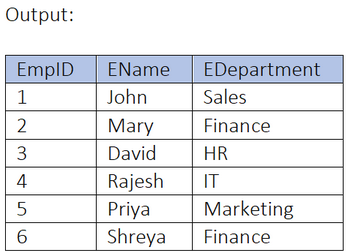 Output:
EmpID EName EDepartment
1 John Sales
2 Mary Finance
3 David HR
4 Rajesh IT
5 Priya Marketing
6 Shreya Finance